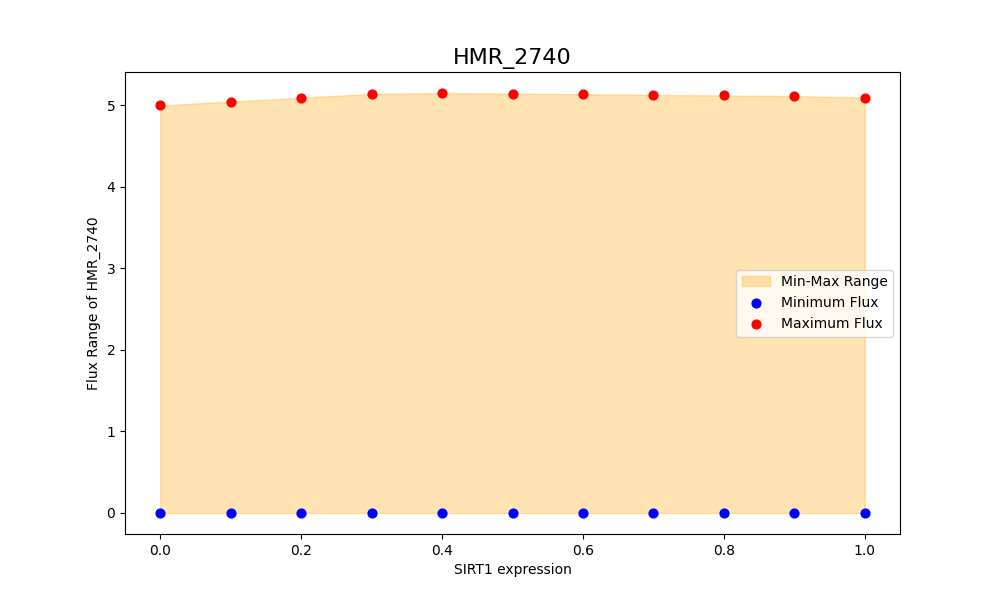 HMR_2740
Flux Range of HMR_2740
5
4
3
2
1
0
Min-Max Range
Minimum Flux
Maximum Flux
0.0 0.2 0.4 0.6 0.8 1.0
SIRT1 expression